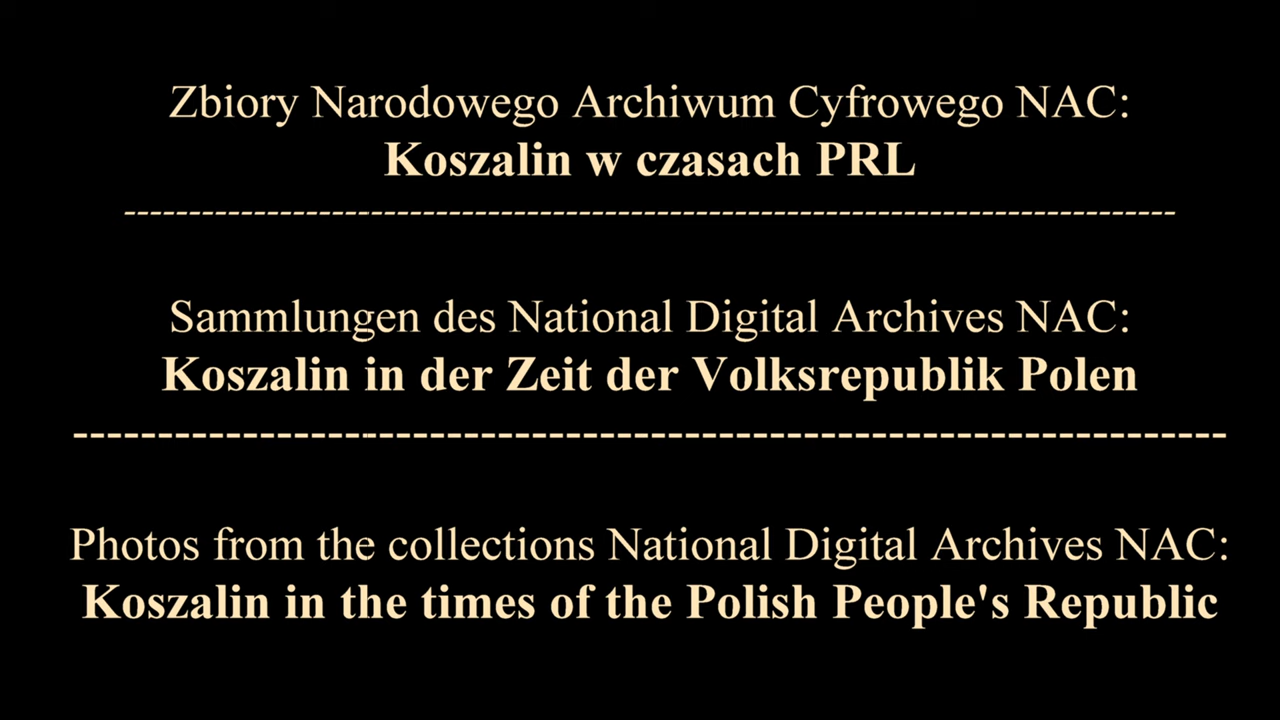 Zbiory Narodowego Archiwum Cyfrowego NAC:
Koszalin w czasach PRL
Sammlungen des National Digital Archives NAC:
Koszalin in der Zeit der Volksrepublik Polen
Photos from the collections National Digital Archives NAC:
Koszalin in the times of the Polish People's Republic